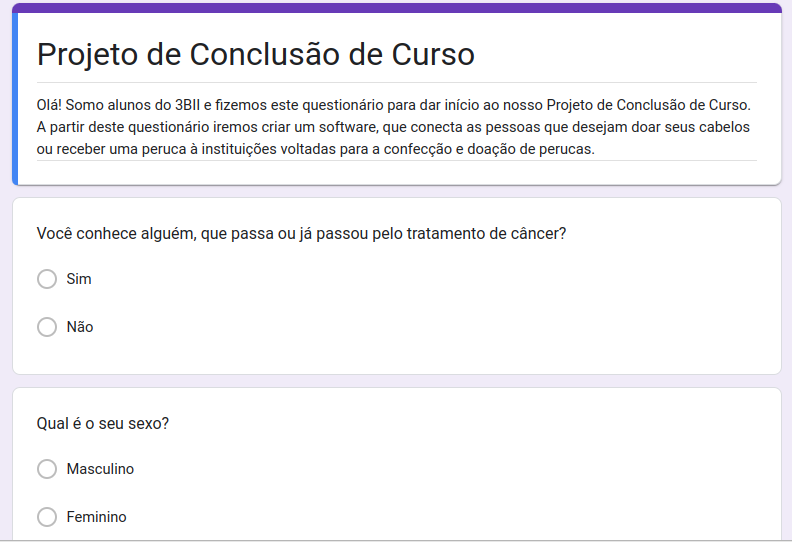 Projeto de Conclusão de Curso
Olá! Somo alunos do 3BII e fizemos este questionário para dar início ao nosso Projeto de Conclusão de Curso.
A partir deste questionário iremos criar um software, que conecta as pessoas que desejam doar seus cabelos
ou receber uma peruca à instituições voltadas para a confecção e doação de perucas.
Você conhece alguém, que passa ou já passou pelo tratamento de câncer?
Sim
Não
Qual é o seu sexo?
Masculino
Feminino